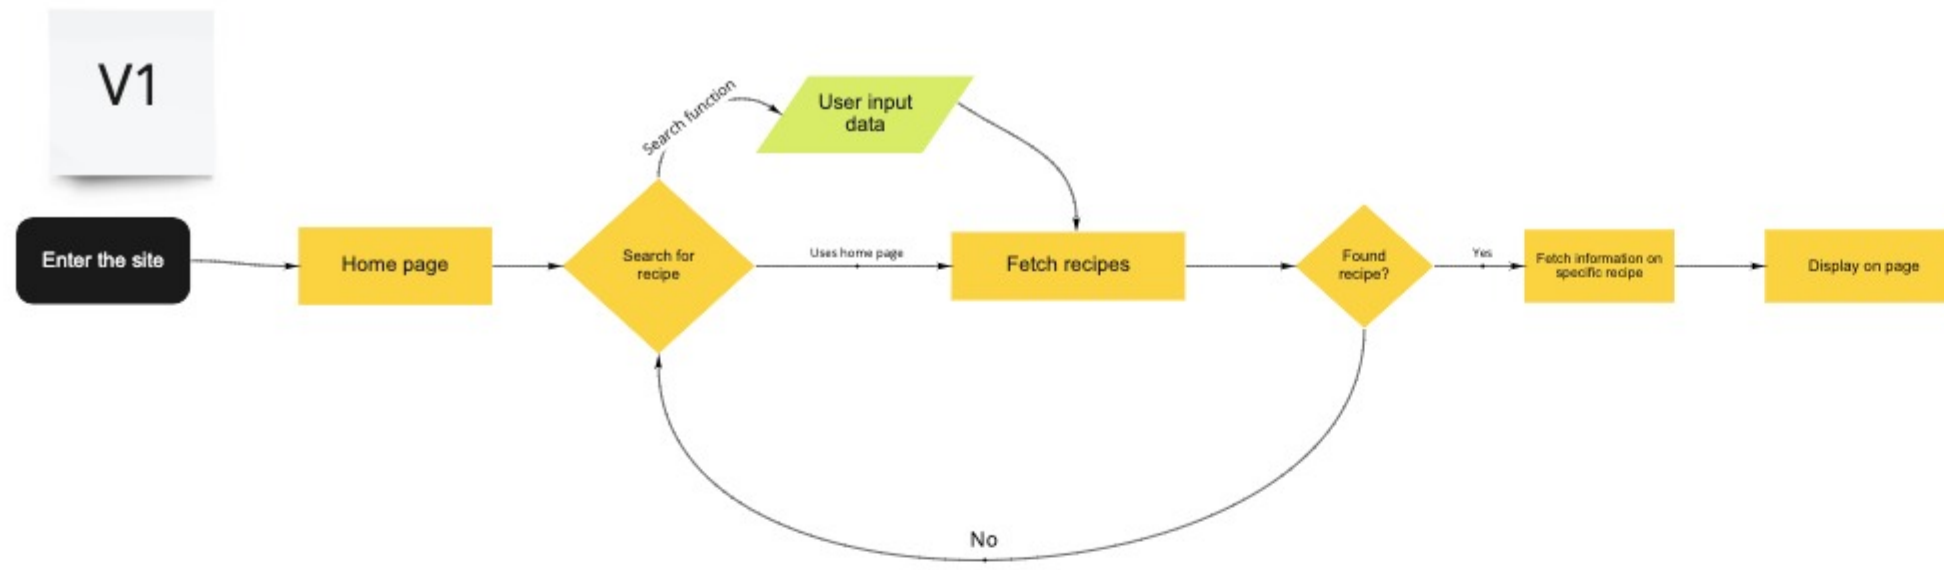 V1
Search function
User input
data
Enter the site
Home page
Search for
recipe
Uses home page
Fetch recipes
Found
recipe?
Yes
Fetch information on
specific recipe
Display on page
No